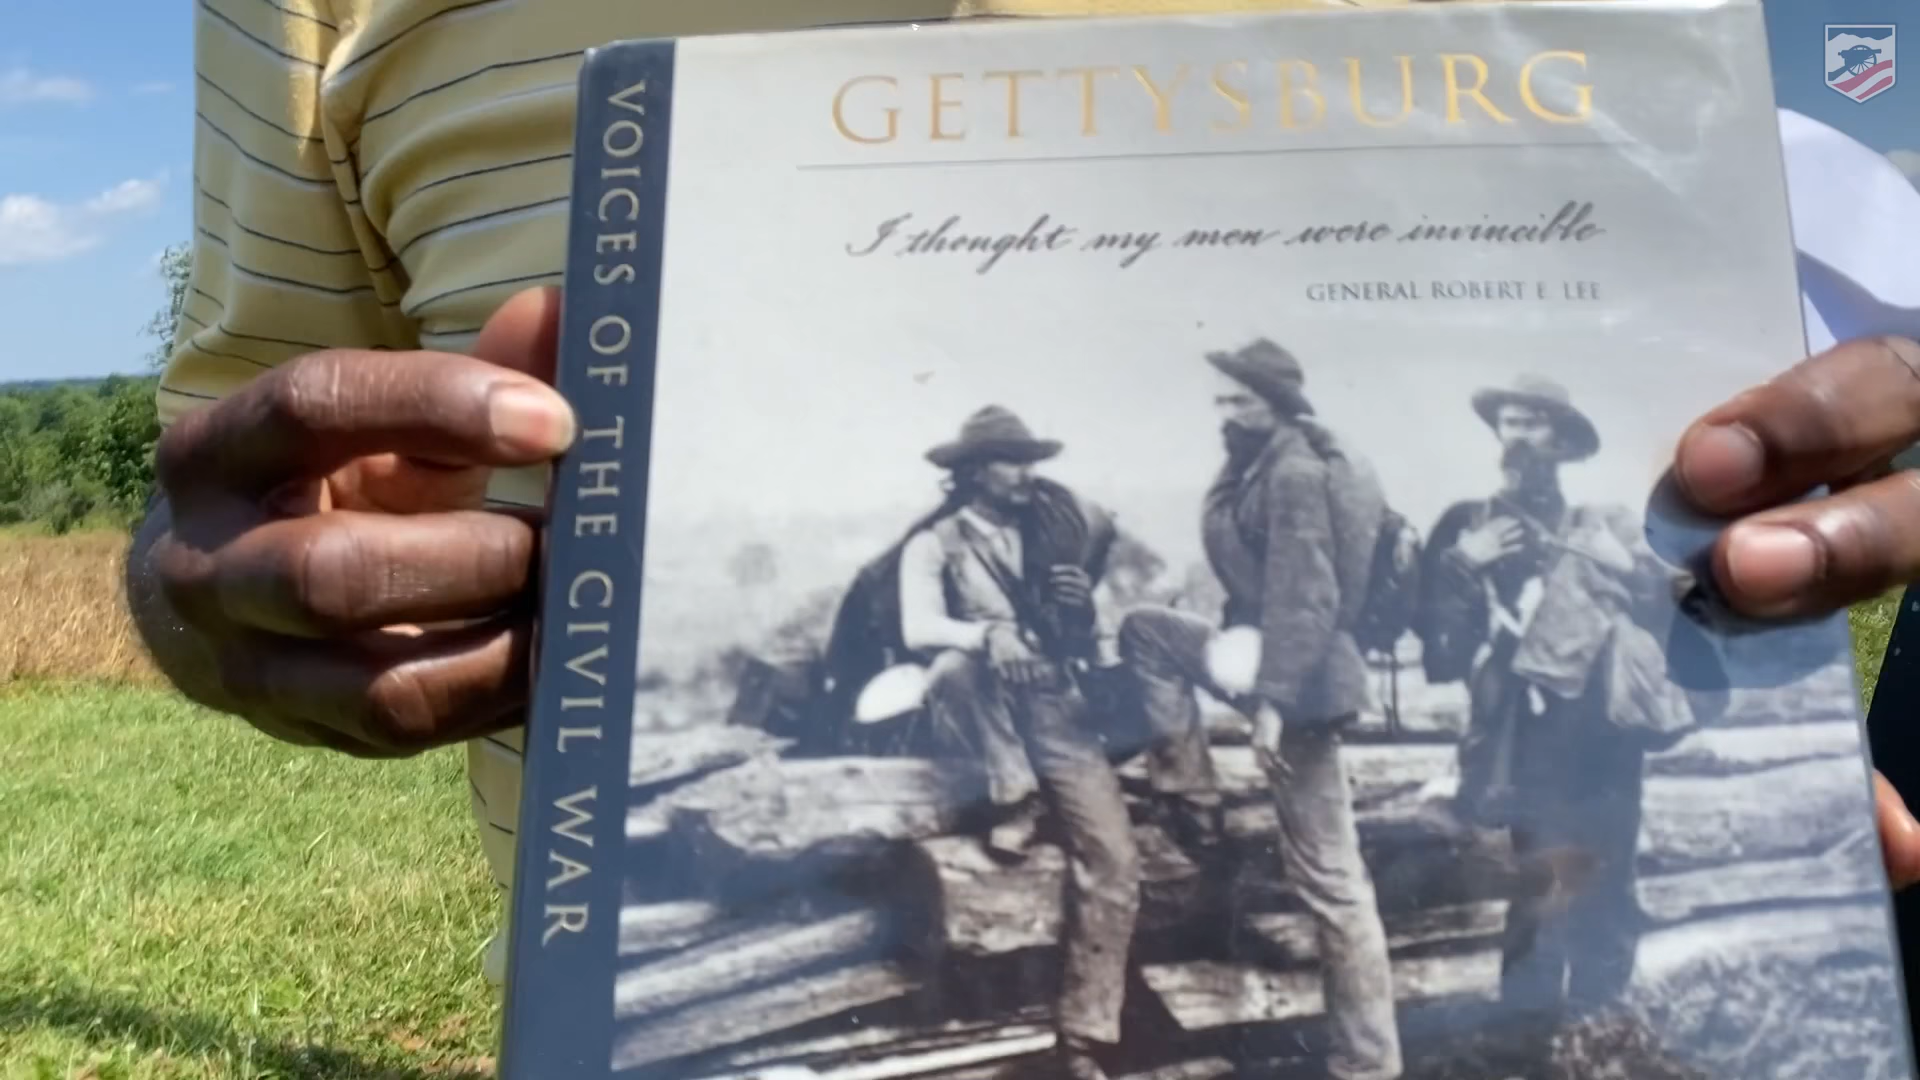 VOICES OF THE CIVIL WAR
GETTYSBURG
I thought my men were invincible
GENERAL ROBERT E LEE